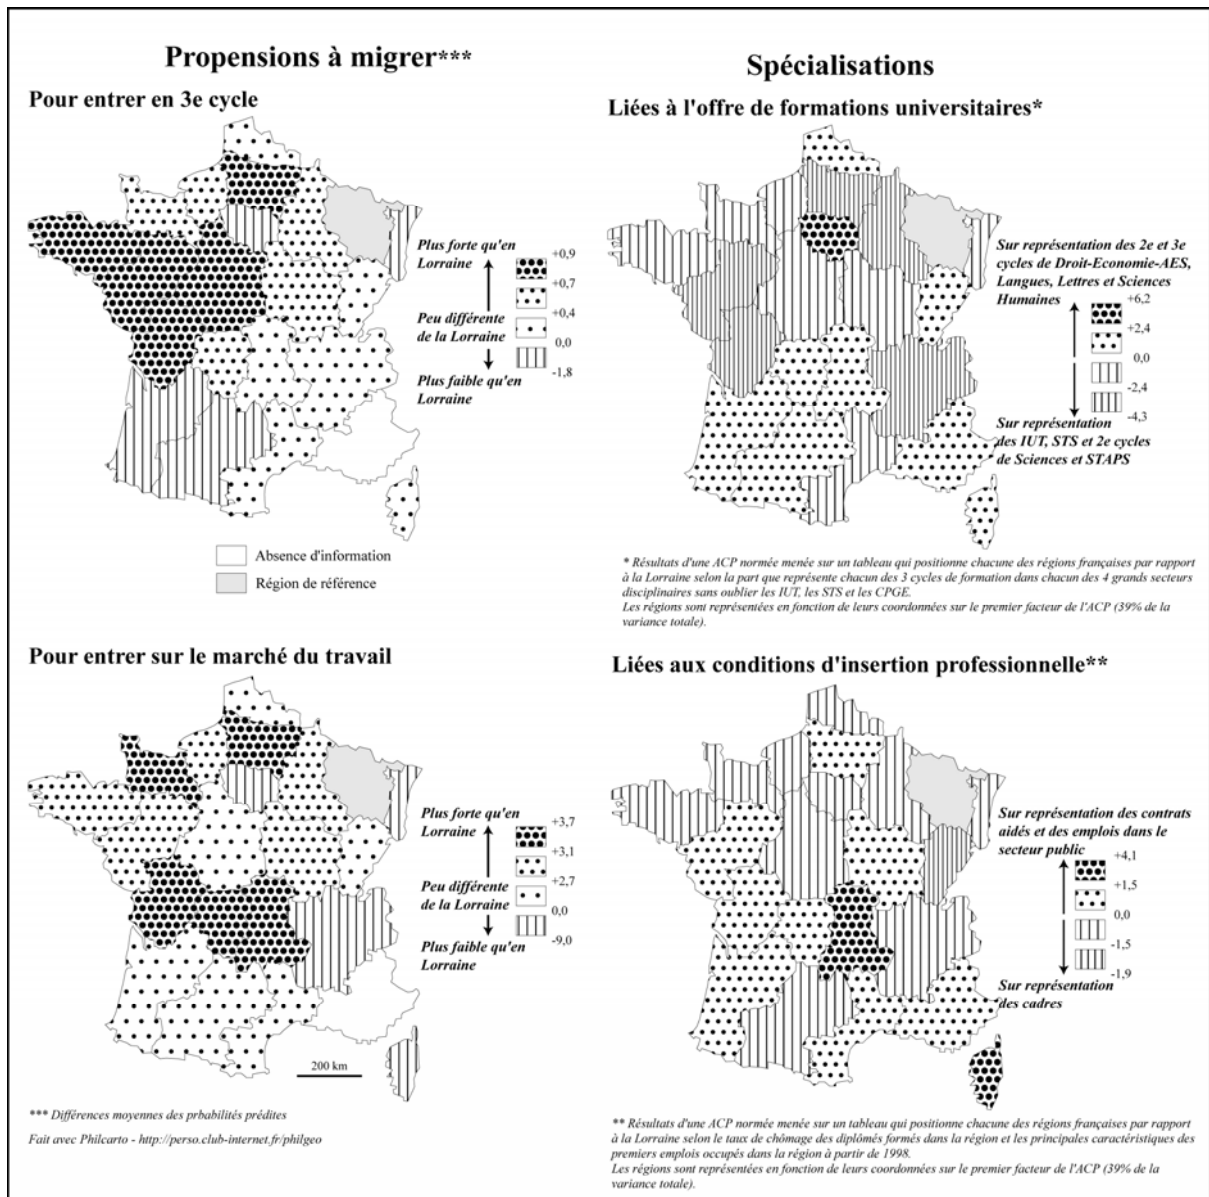 Propensions à migrer***
Pour entrer en 3e cycle
Plus forte qu'en
Lorraine
Peu différente
de la Lorraine
Plus faible qu'en
Lorraine
+0,9
+0,7
+0,4
0,0
-1,8
Absence d'information
Région de référence
Spécialisations
Liées à l'offre de formations universitaires*
Sur représentation des 2e et 3e
cycles de Droit-Economie-AES,
Langues, Lettres et Sciences
Humaines
+6,2
+2,4
0,0
-2,4
-4,3
Sur représentation
des IUT, STS et 2e cycles
de Sciences et STAPS
* Résultats d'une ACP normée menée sur un tableau qui positionne chacune des régions françaises par rapport
à la Lorraine selon la part que représente chacun des 3 cycles de formation dans chacun des 4 grands secteurs
disciplinaires sans oublier les IUT, les STS et les CPGE.
Les régions sont représentées en fonction de leurs coordonnées sur le premier facteur de l'ACP (39% de la
variance totale).
Pour entrer sur le marché du travail
Plus forte qu'en
Lorraine
Peu différente
de la Lorraine
Plus faible qu'en
Lorraine
+3,7
+3,1
+2,7
0,0
-9,0
200 km
*** Différences moyennes des prbabilités prédites
Fait avec Philcarto - http://perso.club-internet.fr/philgeo
Liées aux conditions d'insertion professionnelle**
Sur représentation des contrats
aidés et des emplois dans le
secteur public
+4,1
+1,5
0,0
-1,5
-1,9
Sur représentation
des cadres
** Résultats d'une ACP normée menée sur un tableau qui positionne chacune des régions françaises par rapport
à la Lorraine selon le taux de chômage des diplômés formés dans la région et les principales caractéristiques des
premiers emplois occupés dans la région à partir de 1998.
Les régions sont représentées en fonction de leurs coordonnées sur le premier facteur de l'ACP (39% de la
variance totale).